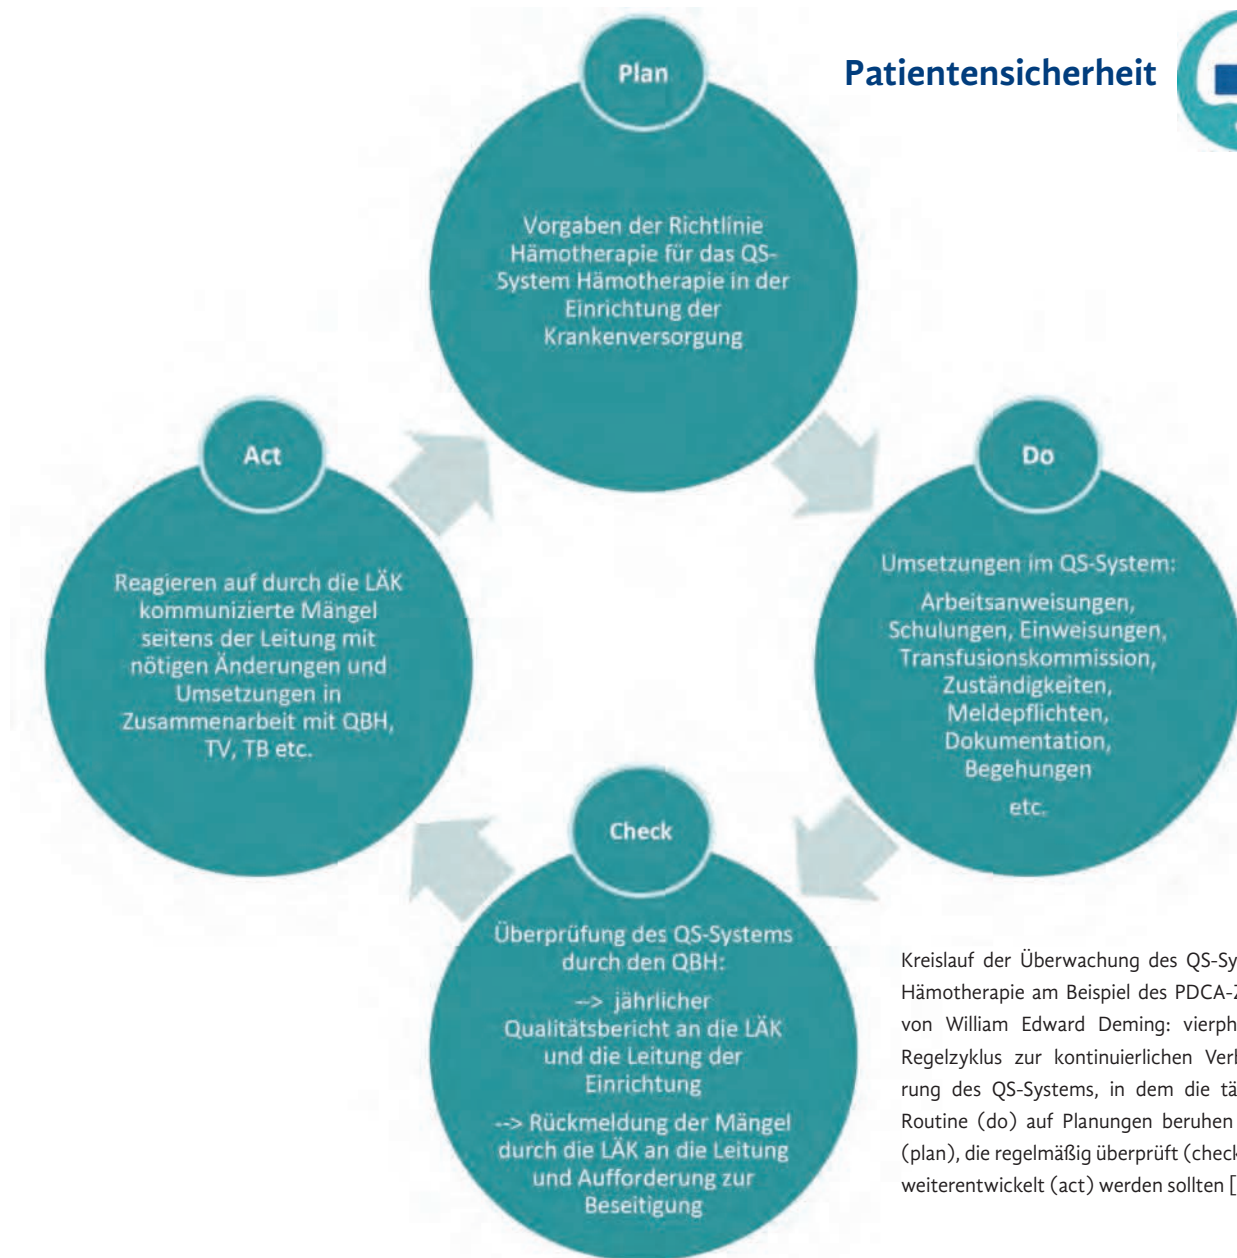 Patientensicherheit
Plan
Vorgaben der Richtlinie
Hämotherapie für das QS-
System Hämotherapie in der
Einrichtung der
Krankenversorgung
Do
Umsetzungen im QS-System:
Arbeitsanweisungen,
Schulungen, Einweisungen,
Transfusionskommission,
Zuständigkeiten,
Meldepflichten,
Dokumentation,
Begehungen
etc.
Check
Überprüfung des QS-Systems
durch den QBH:
--> jährlicher
Qualitätsbericht an die LÄK
und die Leitung der
Einrichtung
--> Rückmeldung der Mängel
durch die LÄK an die Leitung
und Aufforderung zur
Beseitigung
Act
Reagieren auf durch die LÄK
kommunizierte Mängel
seitens der Leitung mit
nötigen Änderungen und
Umsetzungen in
Zusammenarbeit mit QBH,
TV, TB etc.
Kreislauf der Überwachung des QS-Sy
Hämotherapie am Beispiel des PDCA-Z
von William Edward Deming: vierph
Regelzyklus zur kontinuierlichen Ver
rung des QS-Systems, in dem die tä
Routine (do) auf Planungen beruhen
(plan), die regelmäßig überprüft (check
weiterentwickelt (act) werden sollten [